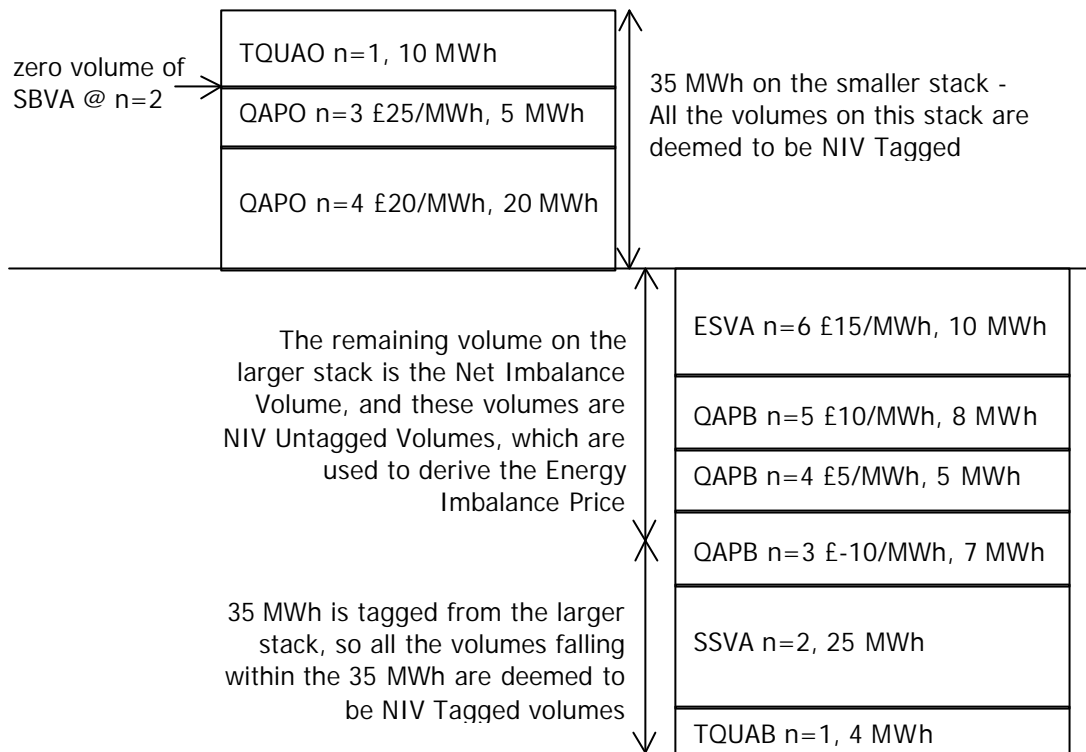 TQUAO n=1, 10 MWh
zero volume of
SBVA @ n=2
QAPO n=3 £25/MWh, 5 MWh
QAPO n=4 £20/MWh, 20 MWh
35 MWh on the smaller stack -
All the volumes on this stack are
deemed to be NIV Tagged
The remaining volume on the
larger stack is the Net Imbalance
Volume, and these volumes are
NIV Untagged Volumes, which are
used to derive the Energy
Imbalance Price
35 MWh is tagged from the larger
stack, so all the volumes falling
within the 35 MWh are deemed to
be NIV Tagged volumes
ESVA n=6 £15/MWh, 10 MWh
QAPB n=5 £10/MWh, 8 MWh
QAPB n=4 £5/MWh, 5 MWh
QAPB n=3 £-10/MWh, 7 MWh
SSVA n=2, 25 MWh
TQUAB n=1, 4 MWh